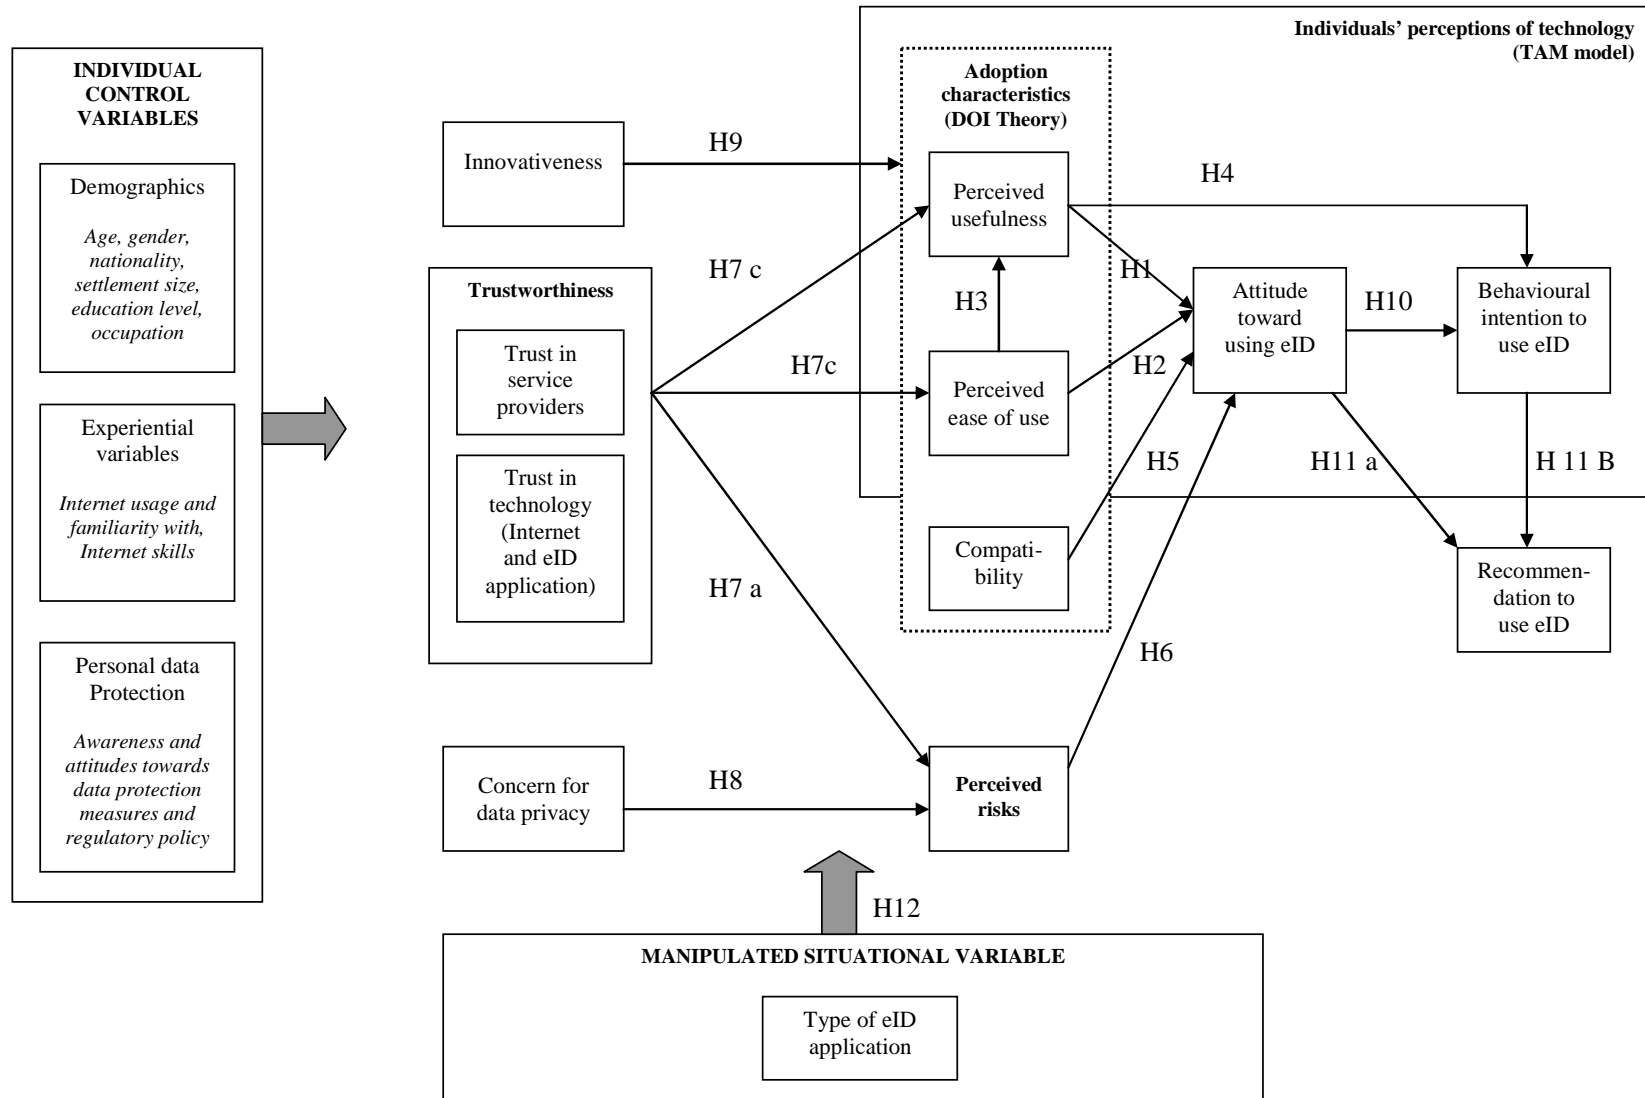 INDIVIDUAL
CONTROL
VARIABLES
Demographics
Age, gender,
nationality,
settlement size,
education level,
occupation
Experiential
variables
Internet usage and
familiarity with,
Internet skills
Personal data
Protection
Awareness and
attitudes towards
data protection
measures and
regulatory policy
Innovativeness
H9
Trustworthiness
Trust in
service
providers
Trust in
technology
(Internet
and eID
application)
H7 c
H7c
H7 a
Concern for
data privacy
H8
Individuals’ perceptions of technology
(TAM model)
Adoption
characteristics
(DOI Theory)
Perceived
usefulness
H3
Perceived
ease of use
Compati-
bility
Perceived
risks
H4
H1
H2
H5
H6
Attitude
toward
using eID
H10
Behavioural
intention to
use eID
H11 a
H 11 B
Recommen-
dation to
use eID
H12
MANIPULATED SITUATIONAL VARIABLE
Type of eID
application